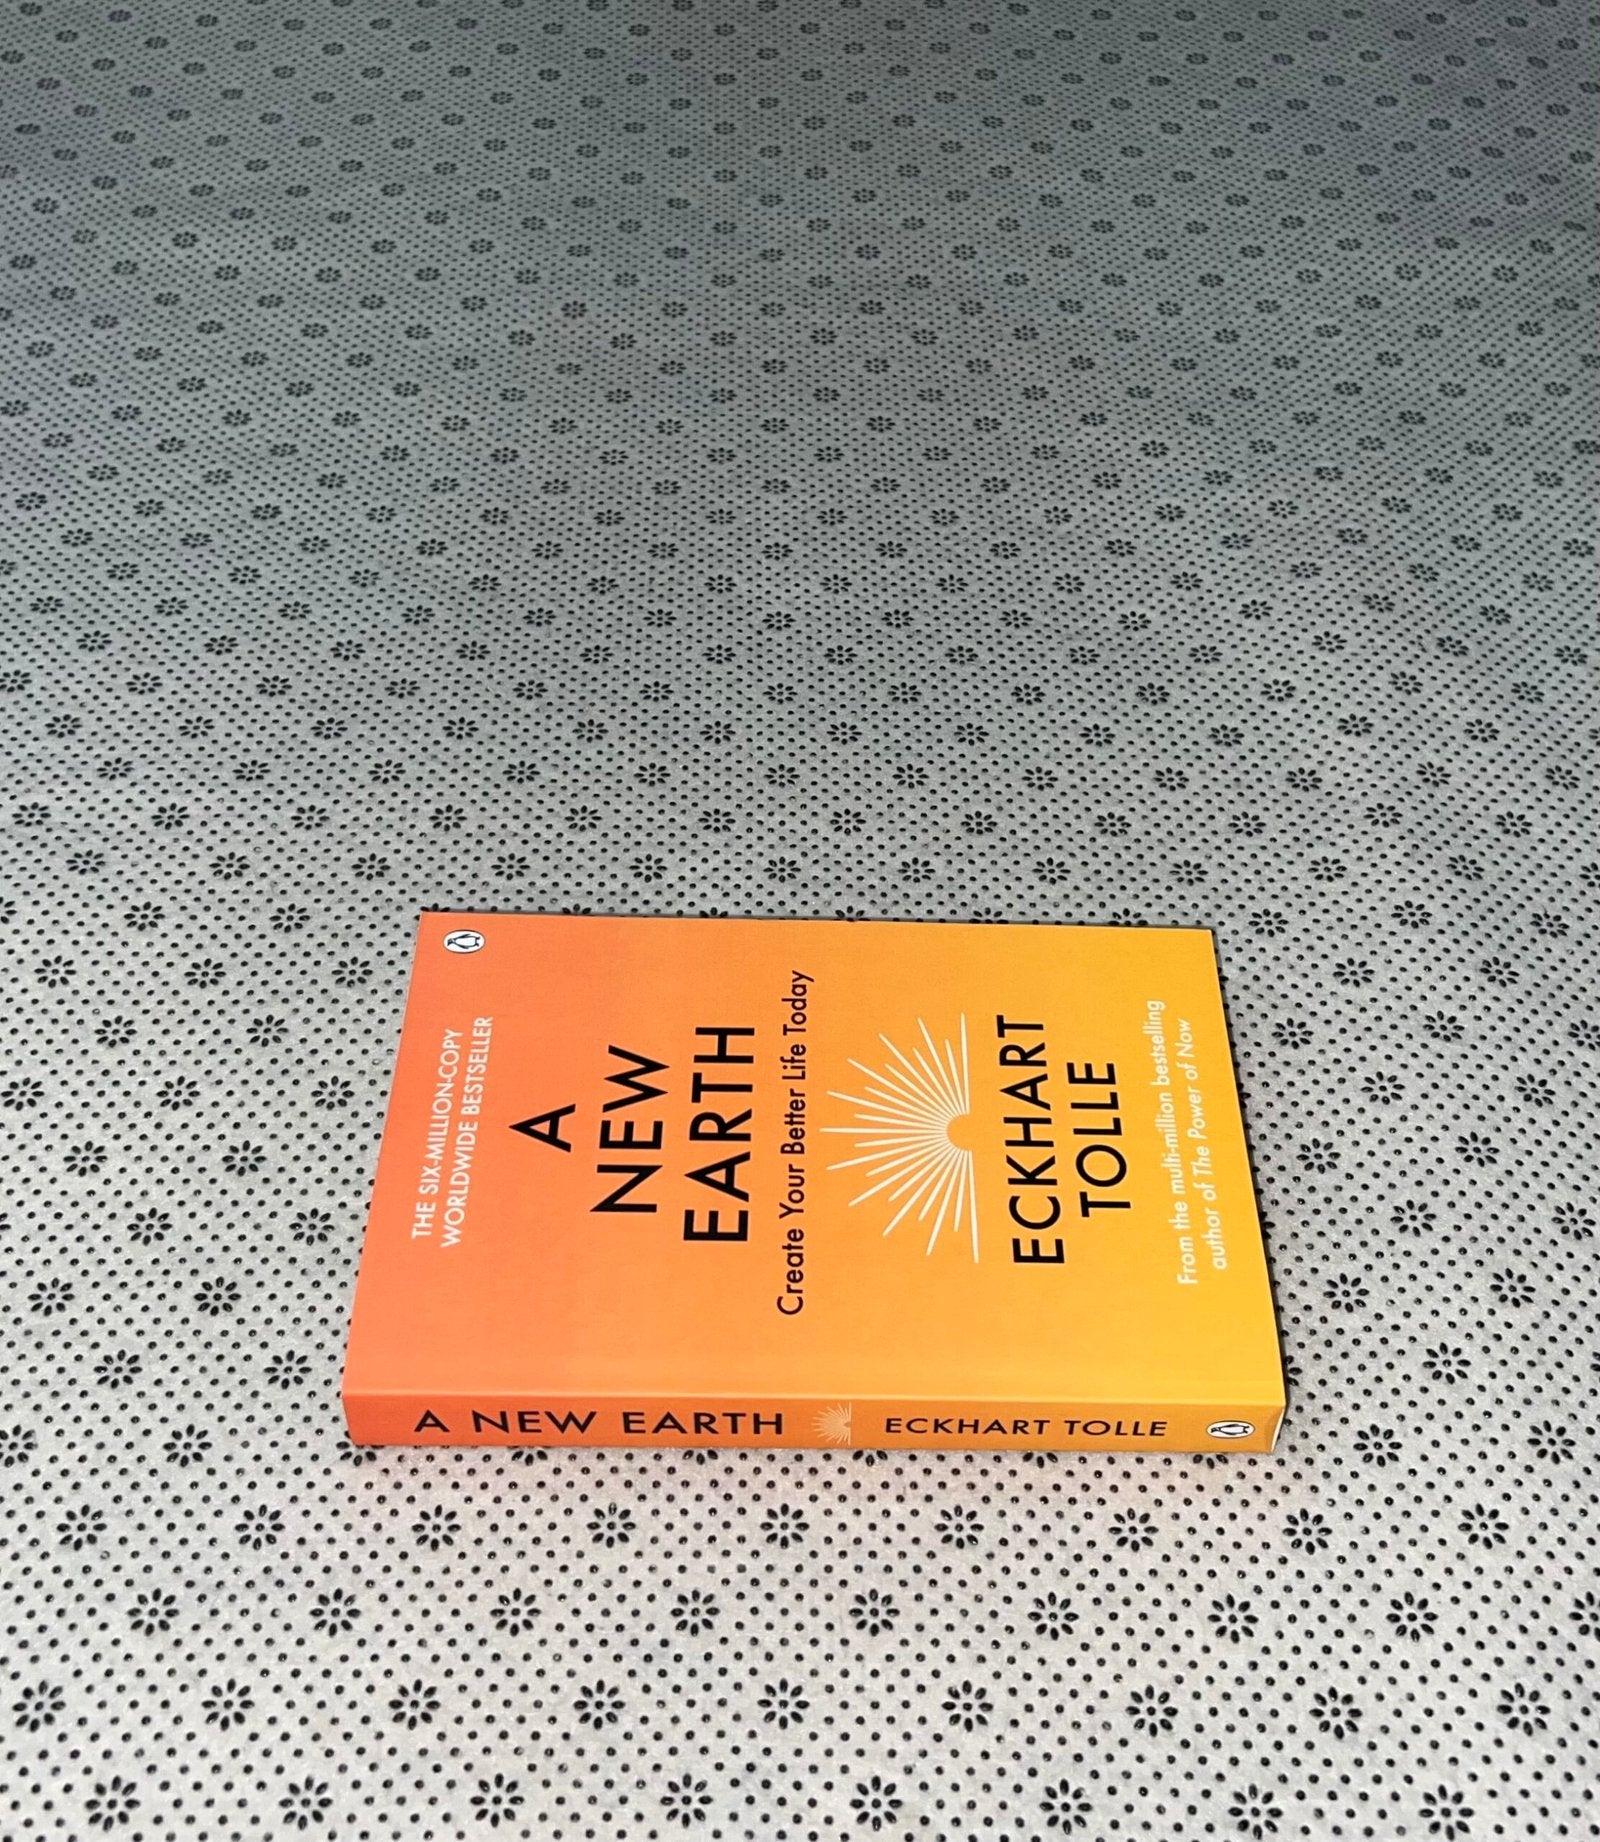 THE SIX-MILLION-COPY
WORLDWIDE BESTSELLER
A
NEW
EARTH
Create Your Better Life Today
ECKHART
TOLLE
From the multi-million bestselling
author of The Power of Now
A NEW EARTH ECKHART TOLLE